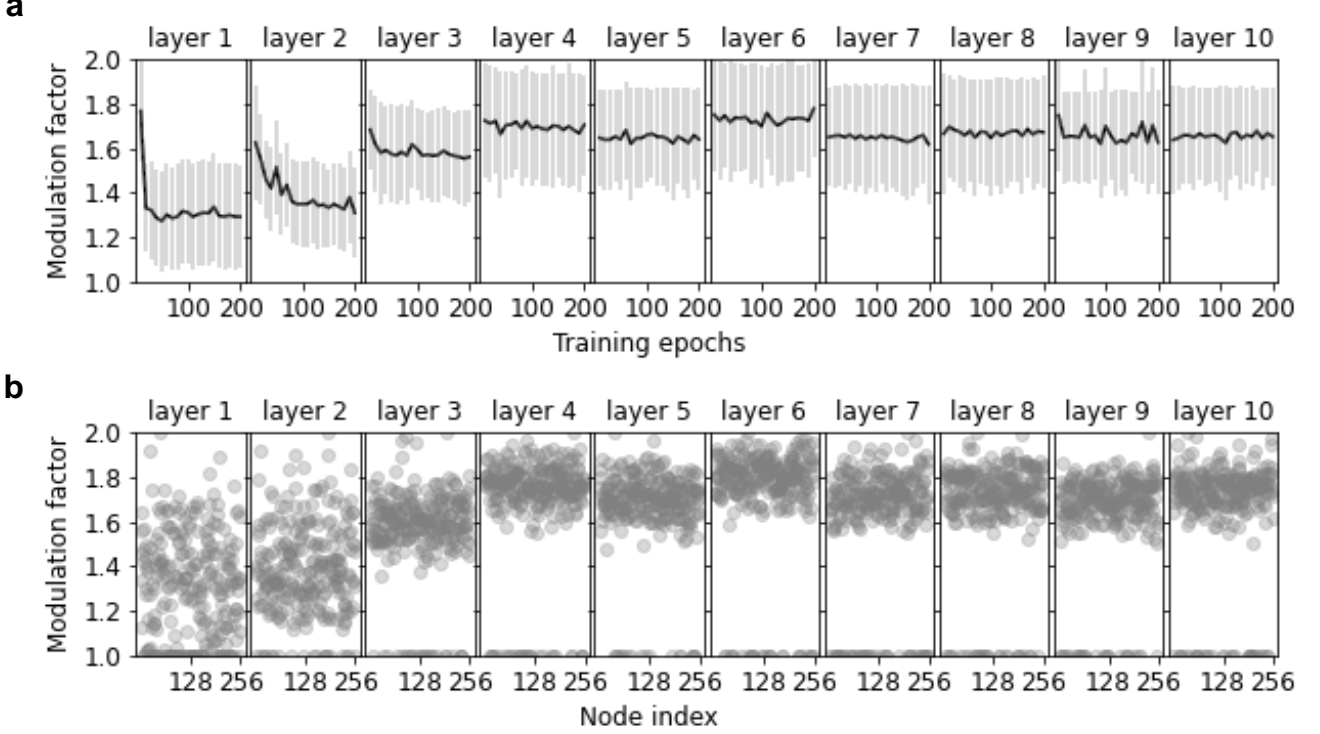 a
layer 1 layer 2 layer 3 layer 4 layer 5 layer 6 layer 7 layer 8 layer 9 layer 10
Modulation factor
2.0
1.8
1.6
1.4
1.2
1.0
100 200 100 200 100 200 100 200 100 200 100 200 100 200 100 200 100 200 100 200
Training epochs
b
layer 1 layer 2 layer 3 layer 4 layer 5 layer 6 layer 7 layer 8 layer 9 layer 10
Modulation factor
2.0
1.8
1.6
1.4
1.2
1.0
128 256 128 256 128 256 128 256 128 256 128 256 128 256 128 256 128 256 128 256
Node index